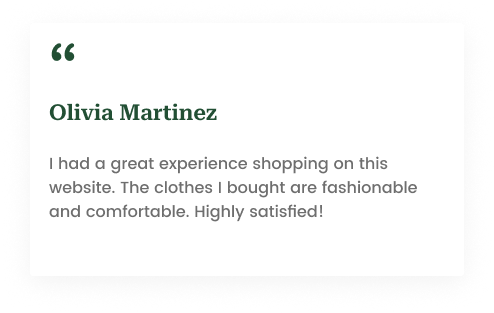 “
Olivia Martinez
I had a great experience shopping on this
website. The clothes I bought are fashionable
and comfortable. Highly satisfied!